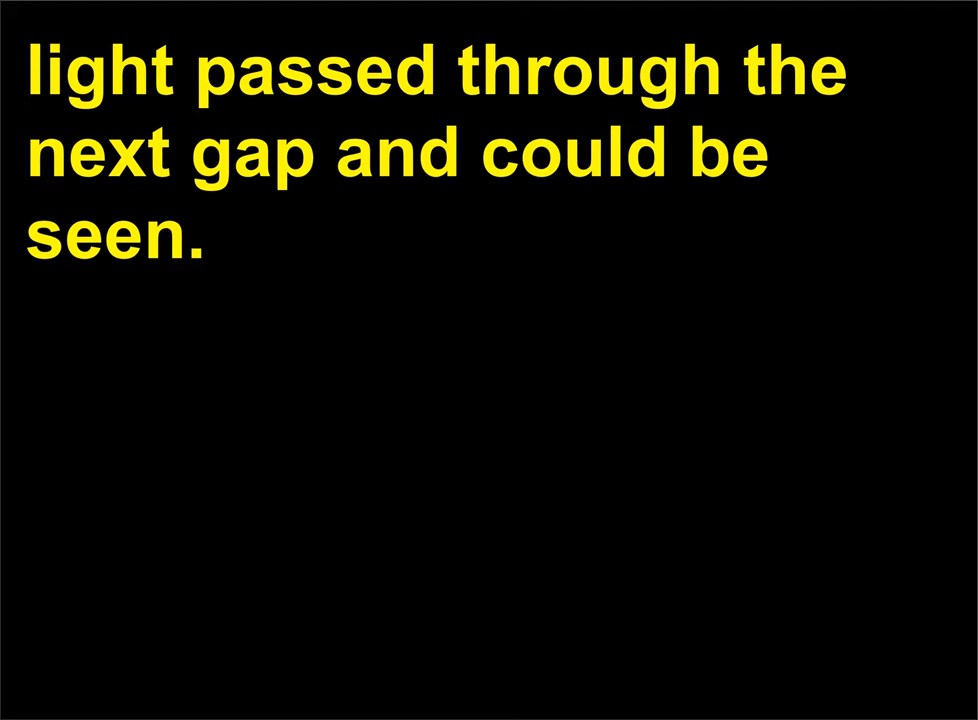 light passed through the
next gap and could be
seen.